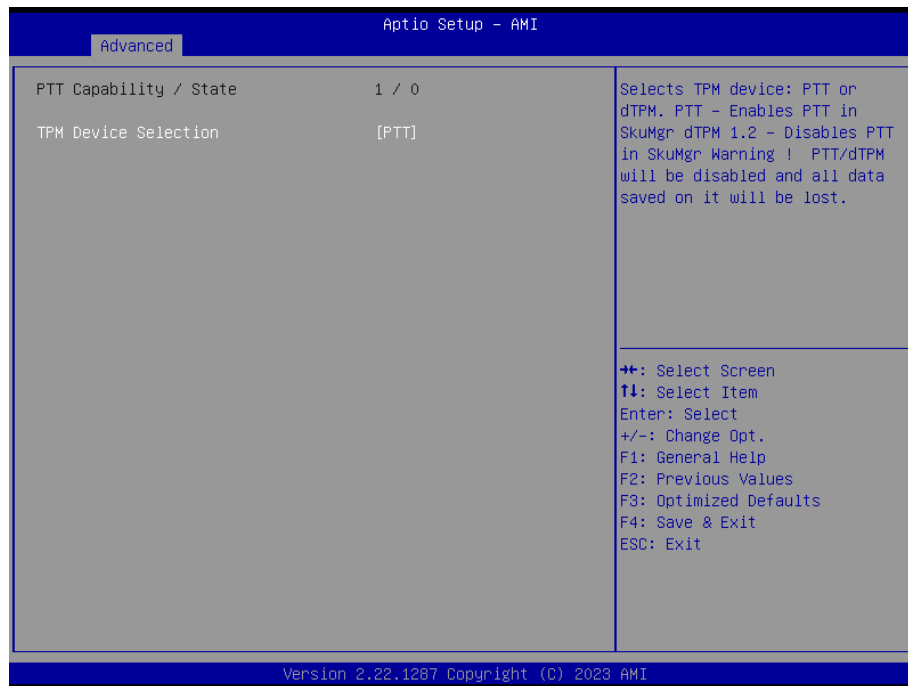 Aptio Setup – AMI
Advanced
PTT Capability / State 1 / 0
TPM Device Selection [PTT]
Selects TPM device: PTT or
dTPM. PTT – Enables PTT in
SkuMgr dTPM 1.2 – Disables PTT
in SkuMgr Warning ! PTT/dTPM
will be disabled and all data
saved on it will be lost.
→←: Select Screen
↑↓: Select Item
Enter: Select
+/-: Change Opt.
F1: General Help
F2: Previous Values
F3: Optimized Defaults
F4: Save & Exit
ESC: Exit
Version 2.22.1287 Copyright (C) 2023 AMI